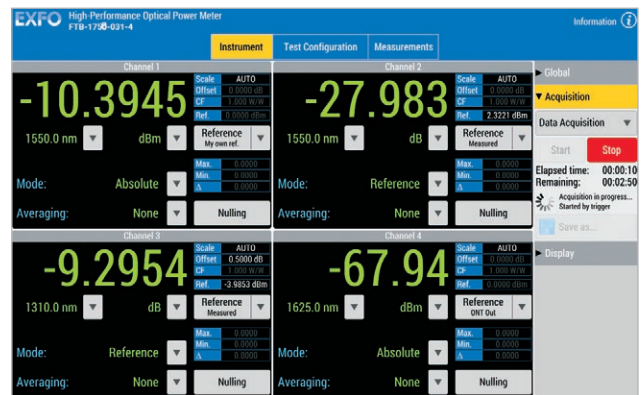 EXFO High-Performance Optical Power Meter
FTB-1750-031-4
Information
Instrument Test Configuration Measurements
Channel 1
-10.3945
Scale AUTO
Offset 0.0000 dB
CF 1.000 W/W
Ref. 0.0000 dBm
1550.0 nm dBm
Reference
My own ref.
Max. 0.0000
Min. 0.0000
Δ 0.0000
Mode: Absolute
Averaging: None Nulling
Channel 2
-27.983
Scale AUTO
Offset 0.0000 dB
CF 1.000 W/W
Ref. 2.3221 dBm
1550.0 nm dB
Reference
Measured
Max. 0.0000
Min. 0.0000
Δ 0.0000
Mode: Reference
Averaging: None Nulling
Channel 3
-9.2954
Scale AUTO
Offset 0.5000 dB
CF 1.000 W/W
Ref. -3.9853 dBm
1310.0 nm dB
Reference
Measured
Max. 0.0000
Min. 0.0000
Δ 0.0000
Mode: Reference
Averaging: None Nulling
Channel 4
-67.94
Scale AUTO
Offset 0.0000 dB
CF 1.000 W/W
Ref. 0.0000 dBm
1625.0 nm dBm
Reference
ONT Out
Max. 0.0000
Min. 0.0000
Δ 0.0000
Mode: Absolute
Averaging: None Nulling
Global
Acquisition
Data Acquisition
Start Stop
Elapsed time: 00:00:10
Remaining: 00:02:50
Acquisition in progress...
Started by trigger
Save as...
Display